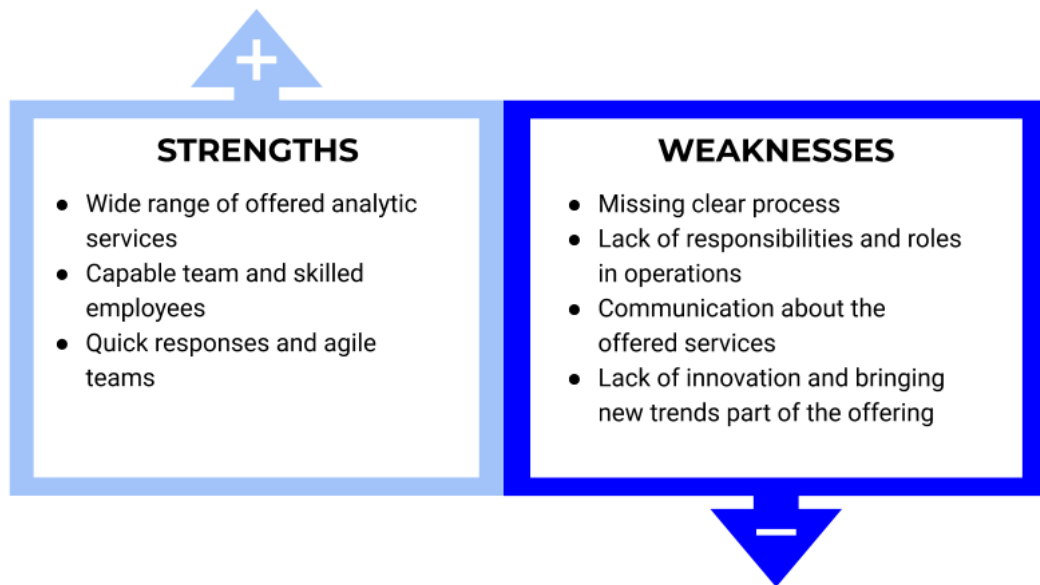 STRENGTHS
● Wide range of offered analytic
services
● Capable team and skilled
employees
● Quick responses and agile
teams
WEAKNESSES
● Missing clear process
● Lack of responsibilities and roles
in operations
● Communication about the
offered services
● Lack of innovation and bringing
new trends part of the offering